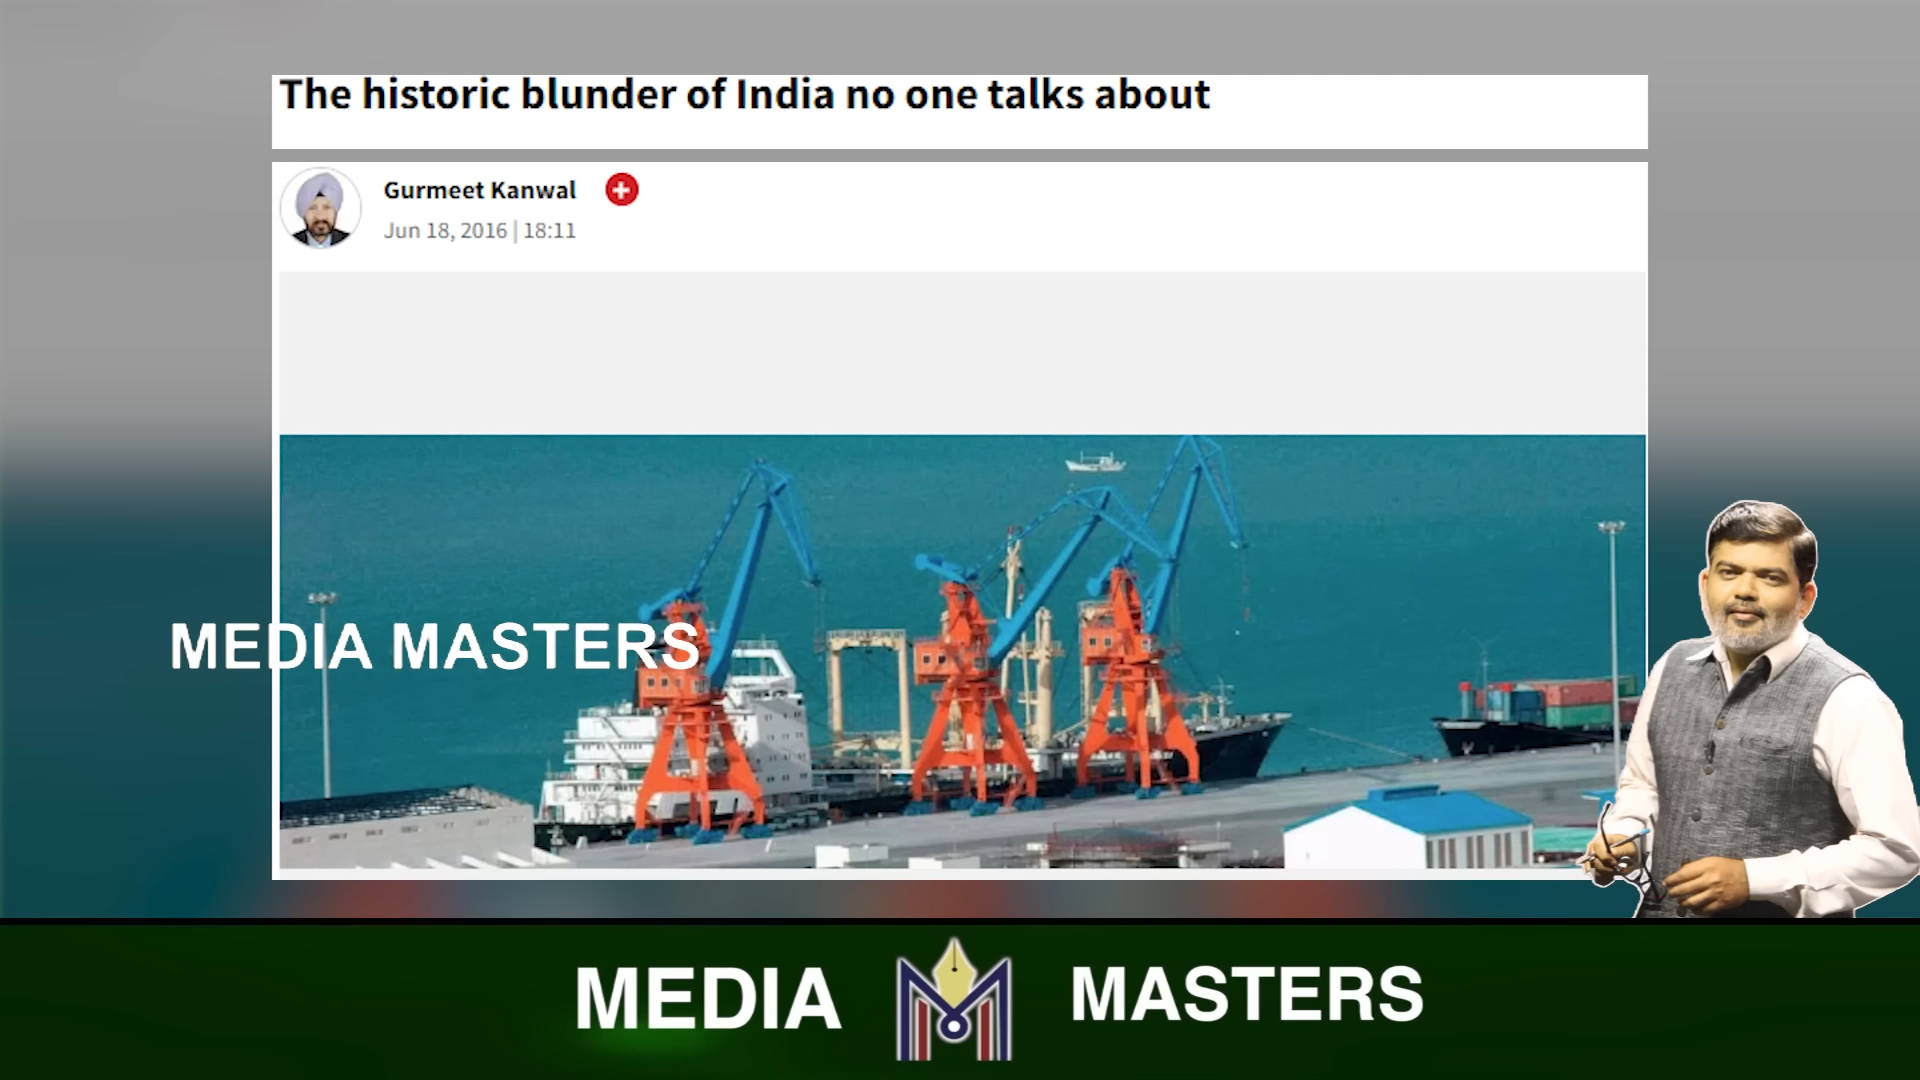 The historic blunder of India no one talks about
Gurmeet Kanwal
Jun 18, 2016 | 18:11
MEDIA MASTERS
MEDIA MASTERS